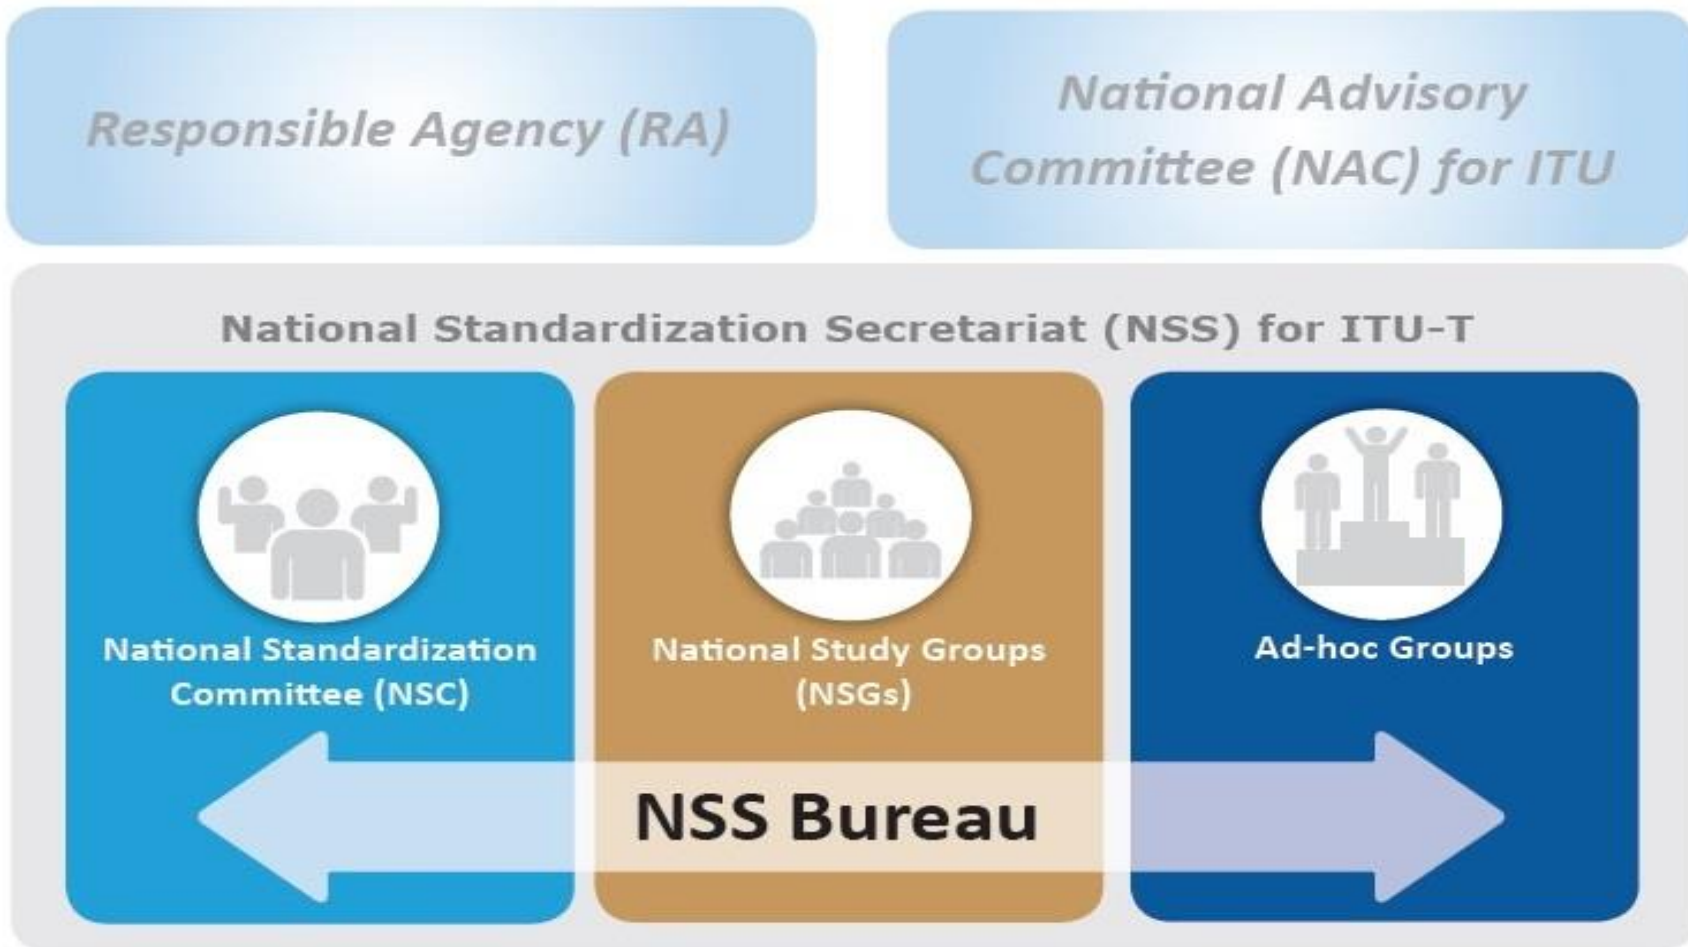 Responsible Agency (RA)
National Advisory
Committee (NAC) for ITU
National Standardization Secretariat (NSS) for ITU-T
National Standardization
Committee (NSC)
National Study Groups
(NSGs)
Ad-hoc Groups
NSS Bureau